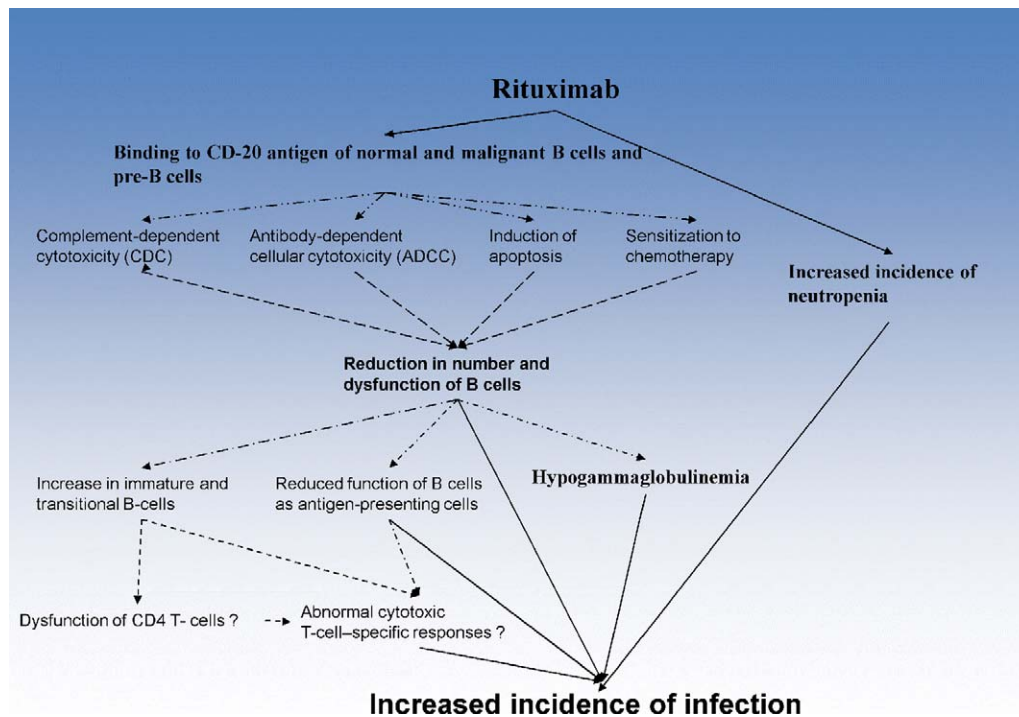 Rituximab
Binding to CD-20 antigen of normal and malignant B cells and
pre-B cells
Complement-dependent
cytotoxicity (CDC)
Antibody-dependent
cellular cytotoxicity (ADCC)
Induction of
apoptosis
Sensitization to
chemotherapy
Increased incidence of
neutropenia
Reduction in number and
dysfunction of B cells
Increase in immature and
transitional B-cells
Reduced function of B cells
as antigen-presenting cells
Hypogammaglobulinemia
Dysfunction of CD4 T- cells ?
Abnormal cytotoxic
T-cell–specific responses ?
Increased incidence of infection